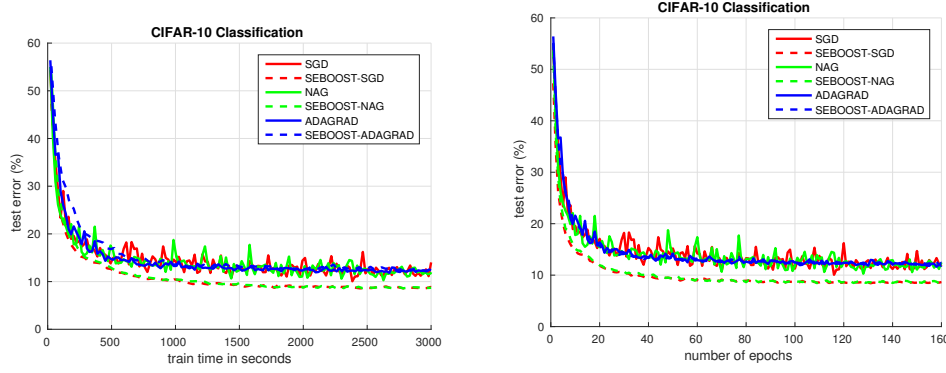 CIFAR-10 Classification
60
50
40
30
20
10
0
test error (%)
0 500 1000 1500 2000 2500 3000
train time in seconds
SGD
SEBOOST-SGD
NAG
SEBOOST-NAG
ADAGRAD
SEBOOST-ADAGRAD
CIFAR-10 Classification
60
50
40
30
20
10
0
test error (%)
0 20 40 60 80 100 120 140 160
number of epochs
SGD
SEBOOST-SGD
NAG
SEBOOST-NAG
ADAGRAD
SEBOOST-ADAGRAD